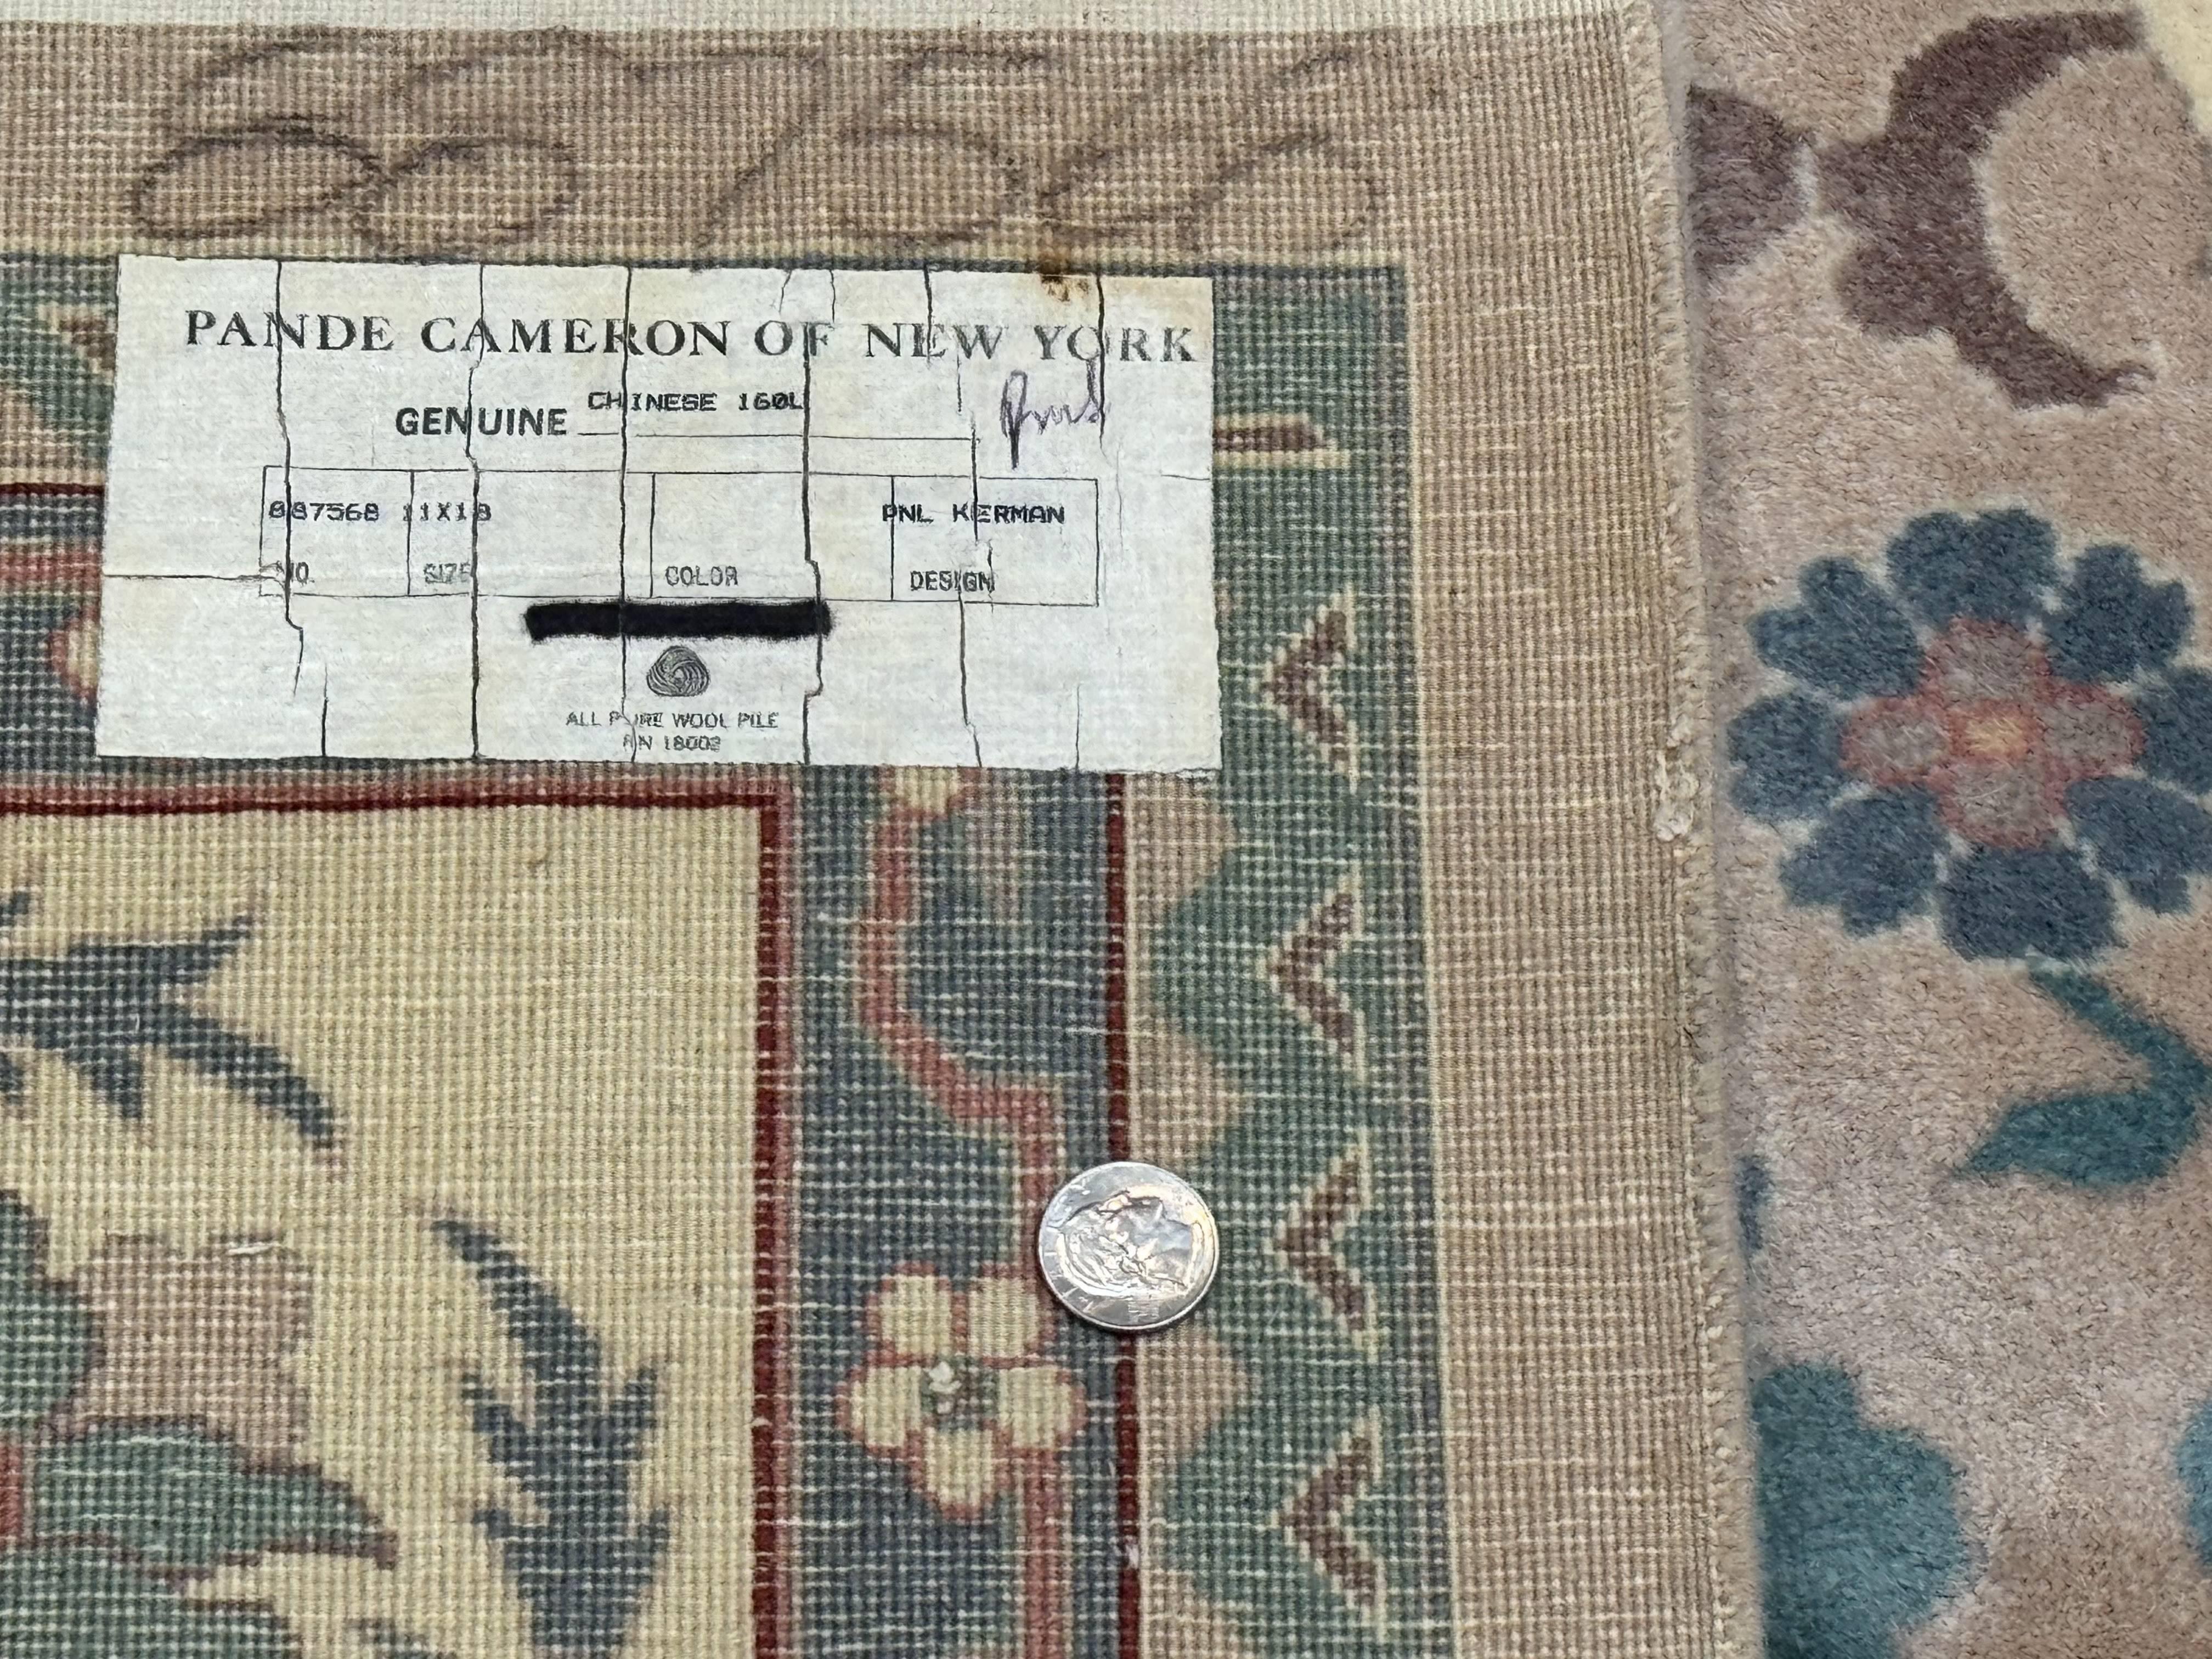 887568
PANDE CAMERON OF NEW YORK
GENUINE CHINESE 160L
887568 11X18 PNL KERMAN
NO. SIZE COLOR DESIGN
ALL PURE WOOL PILE
RN 18002